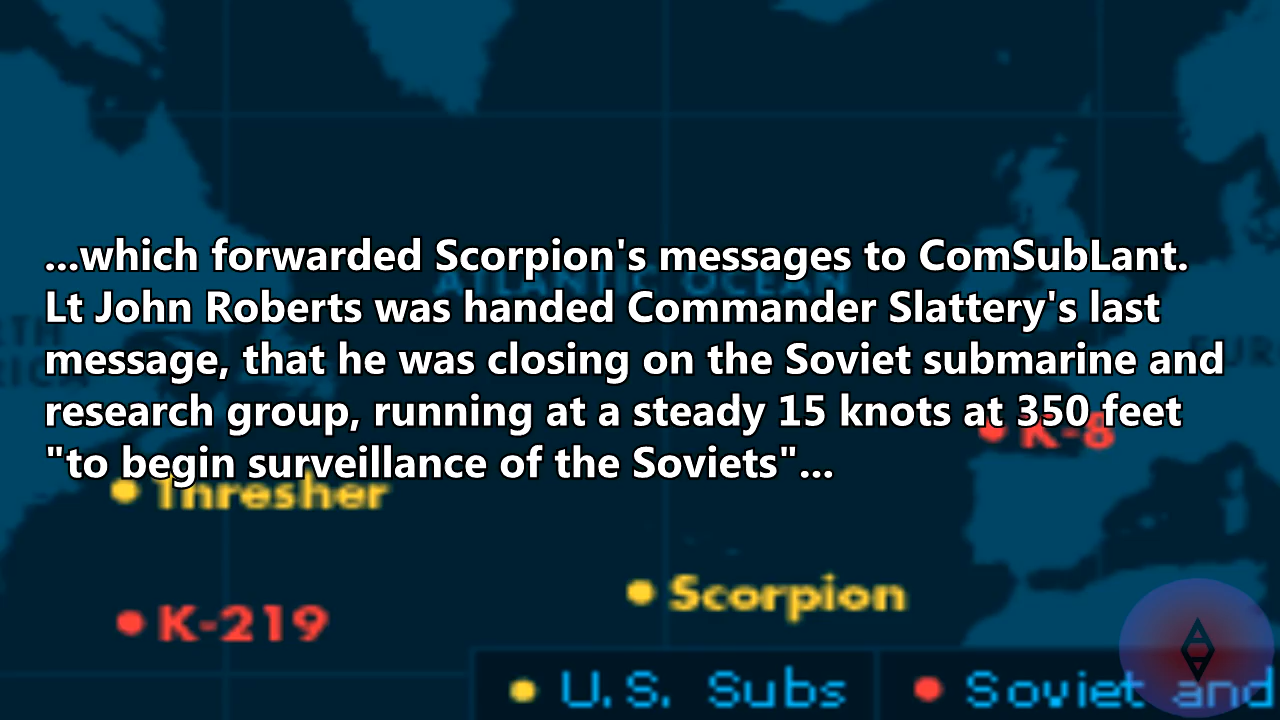 ATLANTIC OCEAN
...which forwarded Scorpion's messages to ComSubLant.
Lt John Roberts was handed Commander Slattery's last
message, that he was closing on the Soviet submarine and
research group, running at a steady 15 knots at 350 feet
"to begin surveillance of the Soviets"...
K-8
Thresher
Scorpion
K-219
U.S. Subs
Soviet and